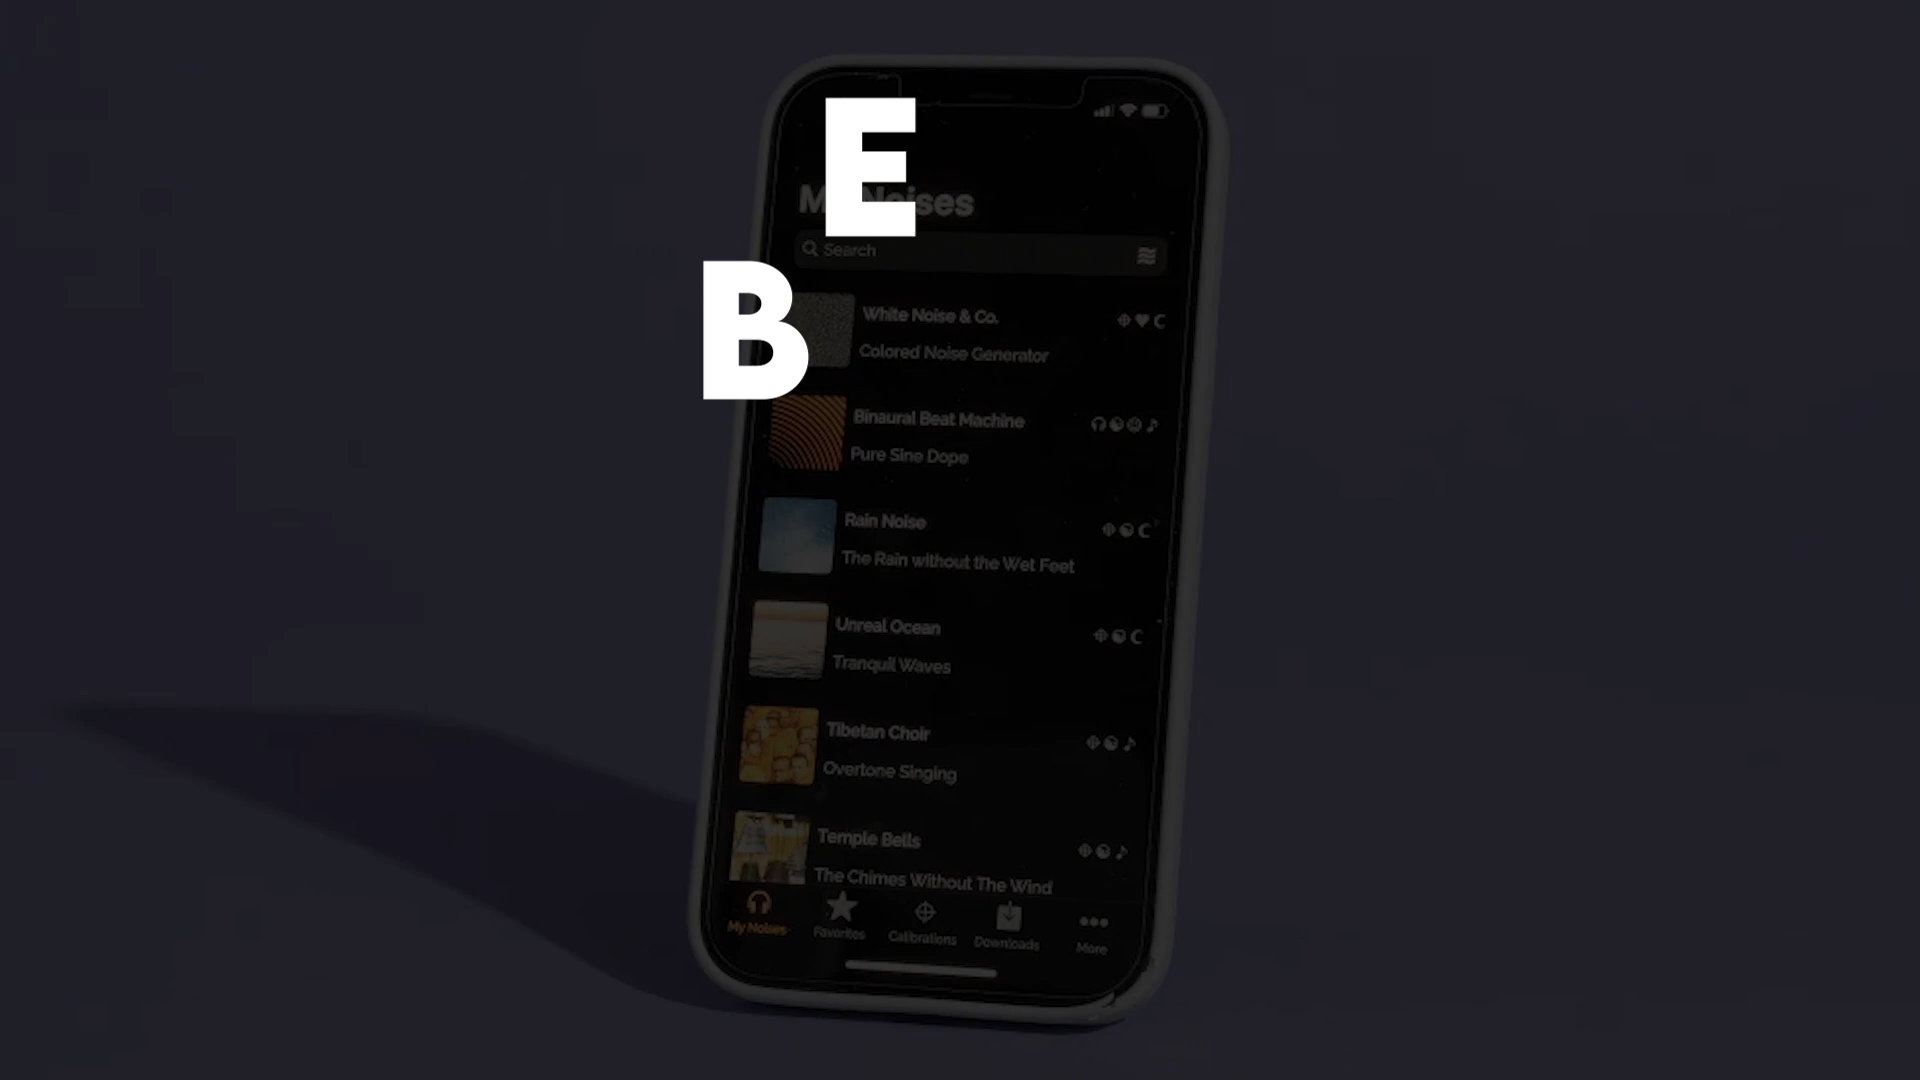 E
My Noises
Search
B
White Noise & Co.
Colored Noise Generator
Binaural Beat Machine
Pure Sine Dope
Rain Noise
The Rain without the Wet Feet
Unreal Ocean
Tranquil Waves
Tibetan Choir
Overtone Singing
Temple Bells
The Chimes Without The Wind
My Noises
Favorites
Calibrations
Downloads
More